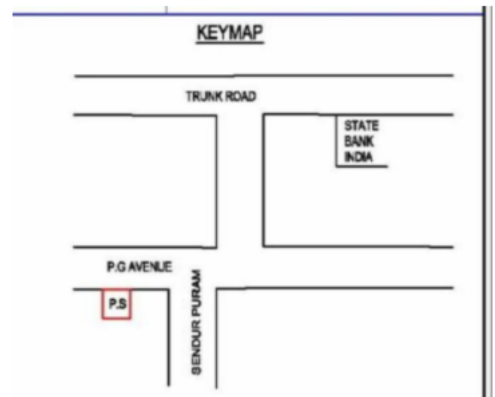 KEYMAP
TRUNK ROAD
STATE
BANK
INDIA
P.G AVENUE
P.S
SENDUR PURAM